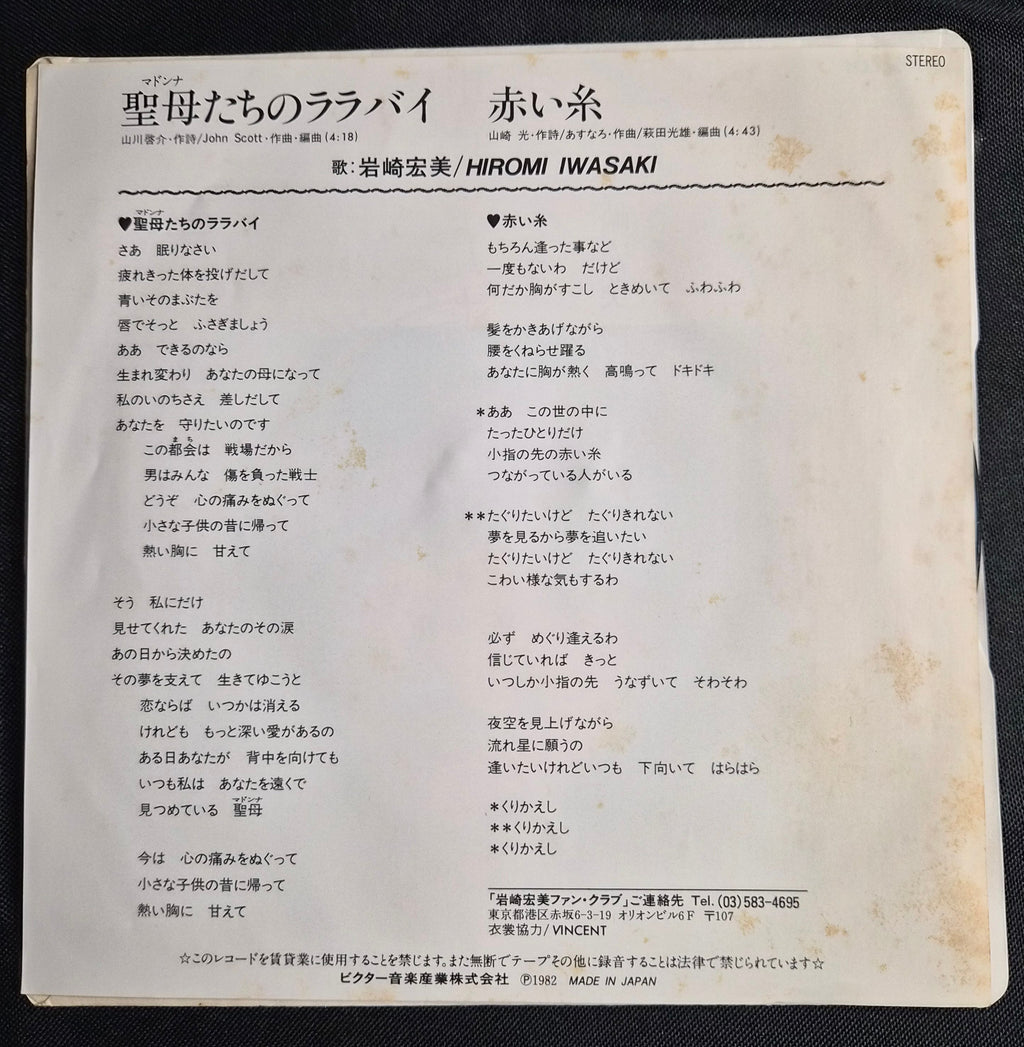 STEREO
マドンナ
聖母たちのララバイ
山川啓介・作詩/John Scott・作曲・編曲(4:18)
赤い糸
山崎 光・作詩/あすなろ・作曲/萩田光雄・編曲(4:43)
歌:岩崎宏美/HIROMI IWASAKI
マドンナ
♥聖母たちのララバイ
さあ 眠りなさい
疲れきった体を投げだして
青いそのまぶたを
唇でそっと ふさぎましょう
ああ できるのなら
生まれ変わり あなたの母になって
私のいのちさえ 差しだして
あなたを 守りたいのです
まち
この都会は 戦場だから
男はみんな 傷を負った戦士
どうぞ 心の痛みをぬぐって
小さな子供の昔に帰って
熱い胸に 甘えて
そう 私にだけ
見せてくれた あなたのその涙
あの日から決めたの
その夢を支えて 生きてゆこうと
恋ならば いつかは消える
けれども もっと深い愛があるの
ある日あなたが 背中を向けても
いつも私は あなたを遠くで
マドンナ
見つめている 聖母
今は 心の痛みをぬぐって
小さな子供の昔に帰って
熱い胸に 甘えて
♥赤い糸
もちろん逢った事など
一度もないわ だけど
何だか胸がすこし ときめいて ふわふわ
髪をかきあげながら
腰をくねらせ躍る
あなたに胸が熱く 高鳴って ドキドキ
*ああ この世の中に
たったひとりだけ
小指の先の赤い糸
つながっている人がいる
**たぐりたいけど たぐりきれない
夢を見るから夢を追いたい
たぐりたいけど たぐりきれない
こわい様な気もするわ
必ず めぐり逢えるわ
信じていれば きっと
いつしか小指の先 うなずいて そわそわ
夜空を見上げながら
流れ星に願うの
逢いたいけれどいつも 下向いて はらはら
*くりかえし
**くりかえし
*くりかえし
「岩崎宏美ファン・クラブ」ご連絡先 Tel.(03)583-4695
東京都港区赤坂6-3-19 オリオンビル6F 〒107
衣裳協力/VINCENT
☆このレコードを賃貸業に使用することを禁じます。また無断でテープその他に録音することは法律で禁じられています☆
ビクター音楽産業株式会社 Ⓟ1982 MADE IN JAPAN